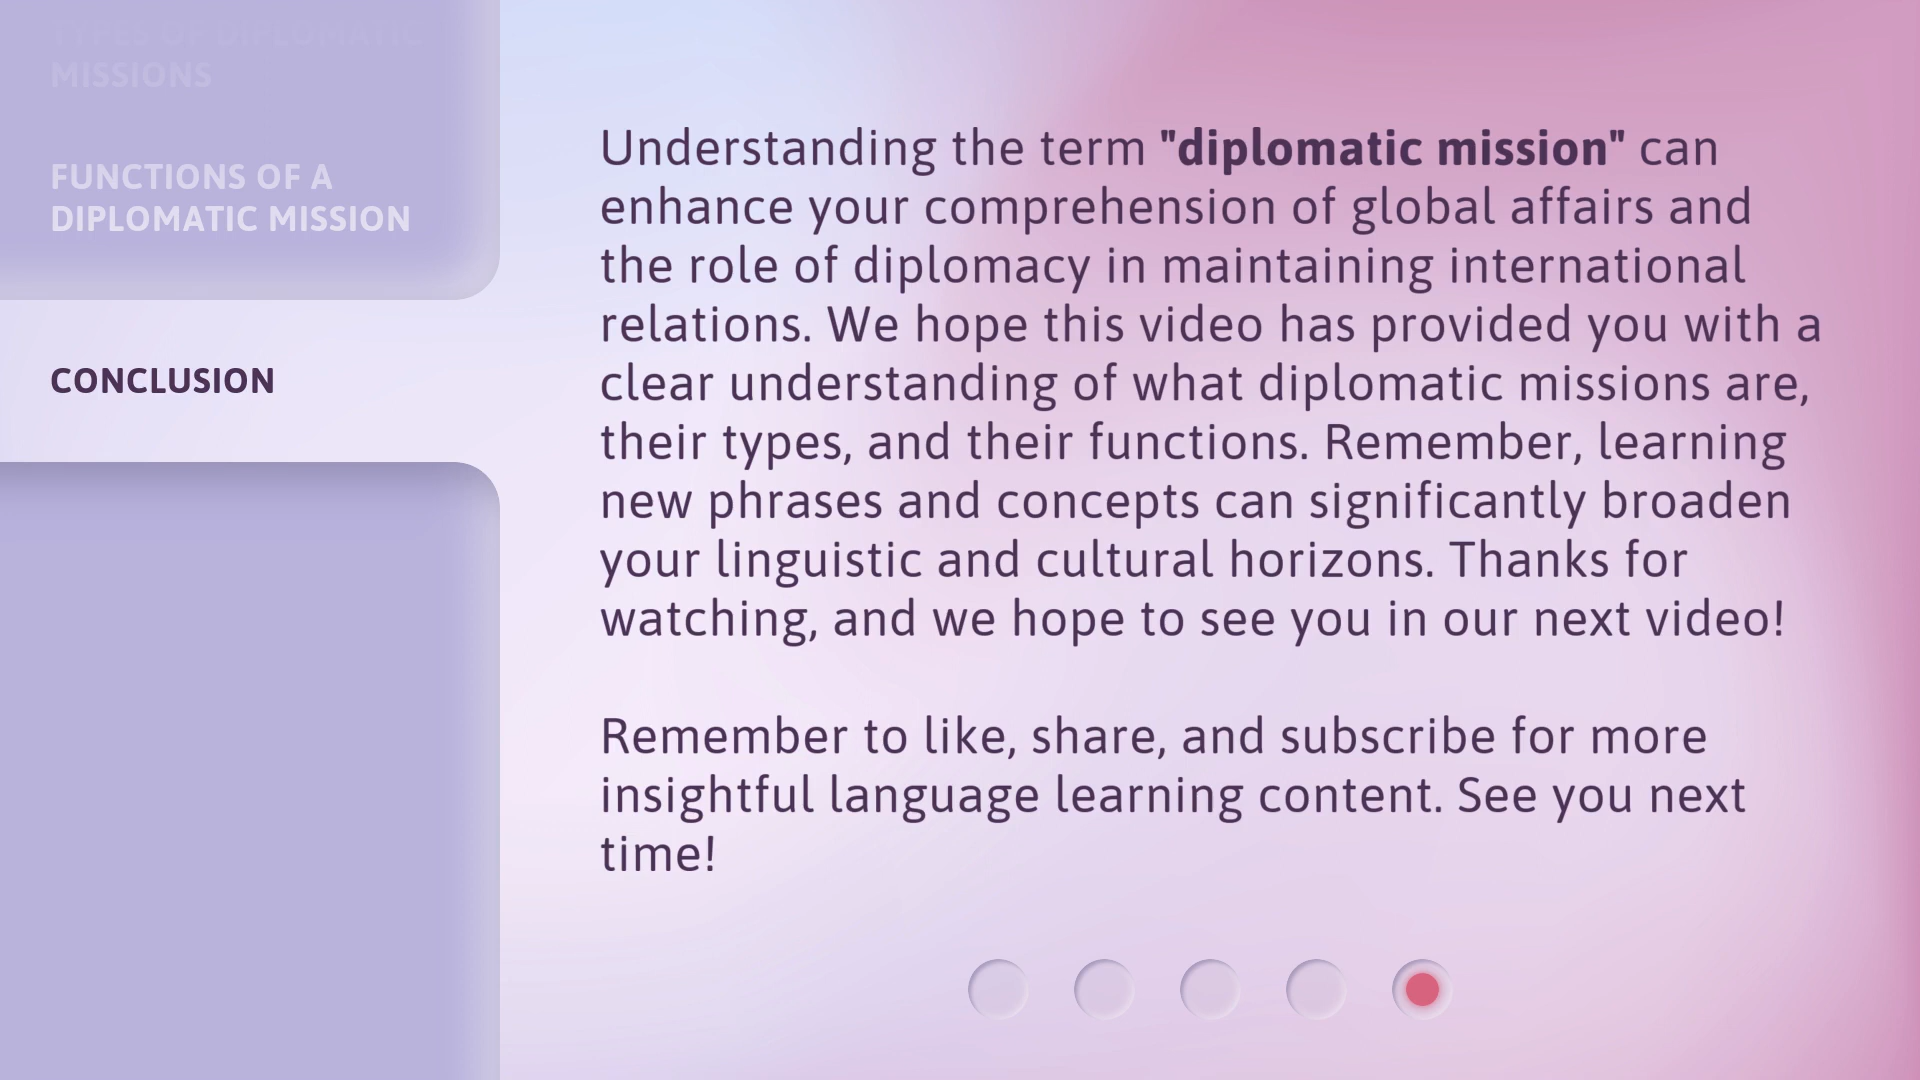 TYPES OF DIPLOMATIC
MISSIONS
FUNCTIONS OF A
DIPLOMATIC MISSION
CONCLUSION
Understanding the term "diplomatic mission" can
enhance your comprehension of global affairs and
the role of diplomacy in maintaining international
relations. We hope this video has provided you with a
clear understanding of what diplomatic missions are,
their types, and their functions. Remember, learning
new phrases and concepts can significantly broaden
your linguistic and cultural horizons. Thanks for
watching, and we hope to see you in our next video!
Remember to like, share, and subscribe for more
insightful language learning content. See you next
time!